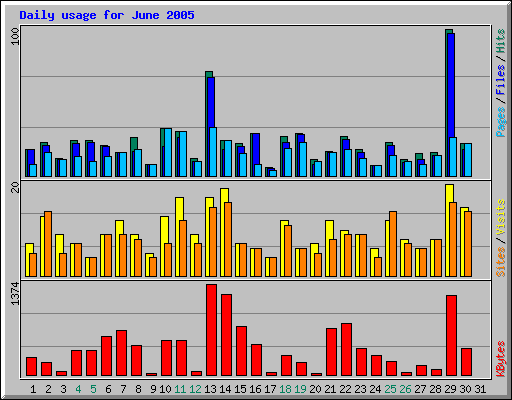 Daily usage for June 2005
100
Pages/Files/Hits
20
Sites/Visits
1374
KBytes
1 2 3 4 5 6 7 8 9 10 11 12 13 14 15 16 17 18 19 20 21 22 23 24 25 26 27 28 29 30 31